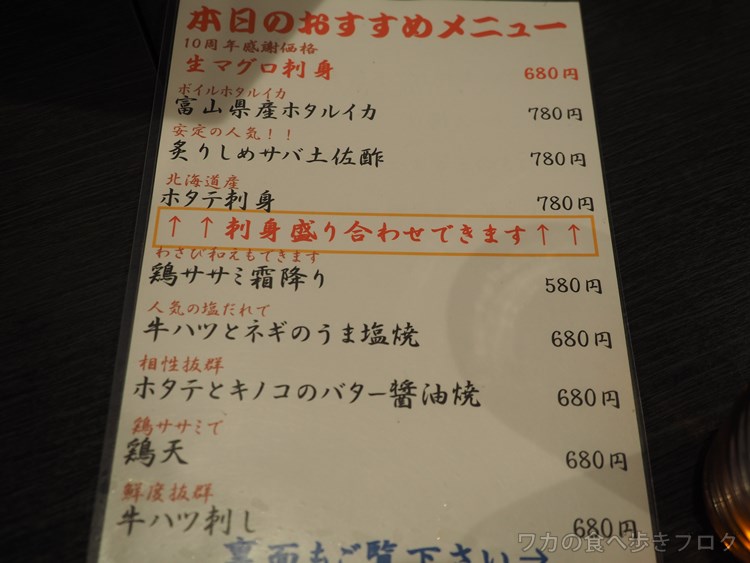 本日のおすすめメニュー
10周年感謝価格
生マグロ刺身 680円
ボイルホタルイカ
富山県産ホタルイカ 780円
安定の人気！！
炙りしめサバ土佐酢 780円
北海道産
ホタテ刺身 780円
↑ ↑ 刺身盛り合わせできます ↑ ↑
わさび和えもできます
鶏ササミ霜降り 580円
人気の塩だれで
牛ハツとネギのうま塩焼 680円
相性抜群
ホタテとキノコのバター醤油焼 680円
鶏ササミで
鶏天 680円
鮮度抜群
牛ハツ刺し 680円
裏面もご覧下さい→
ワカの食べ歩きフロタ